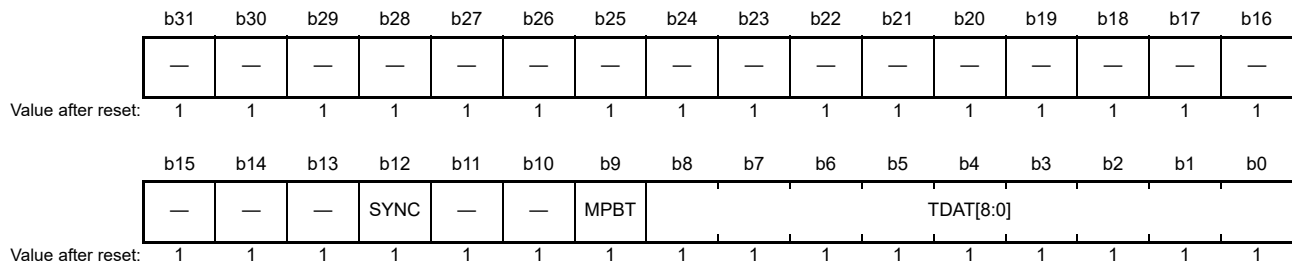 b31 b30 b29 b28 b27 b26 b25 b24 b23 b22 b21 b20 b19 b18 b17 b16
— — — — — — — — — — — — — — — —
Value after reset: 1 1 1 1 1 1 1 1 1 1 1 1 1 1 1 1
b15 b14 b13 b12 b11 b10 b9 b8 b7 b6 b5 b4 b3 b2 b1 b0
— — — SYNC — — MPBT TDAT[8:0]
Value after reset: 1 1 1 1 1 1 1 1 1 1 1 1 1 1 1 1